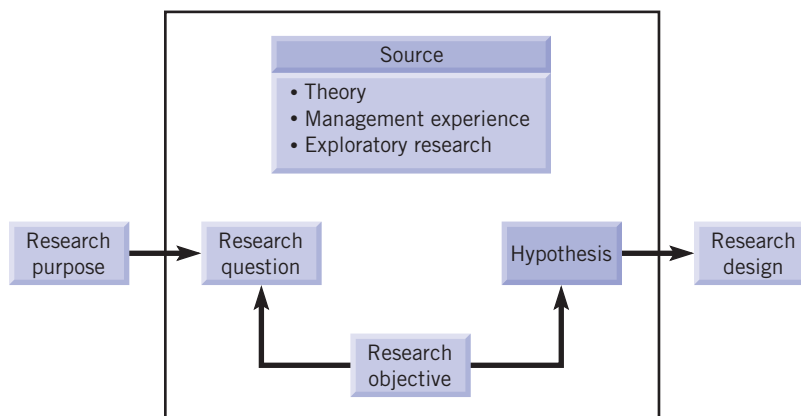 Source
• Theory
• Management experience
• Exploratory research
Research
purpose
Research
question
Hypothesis
Research
design
Research
objective